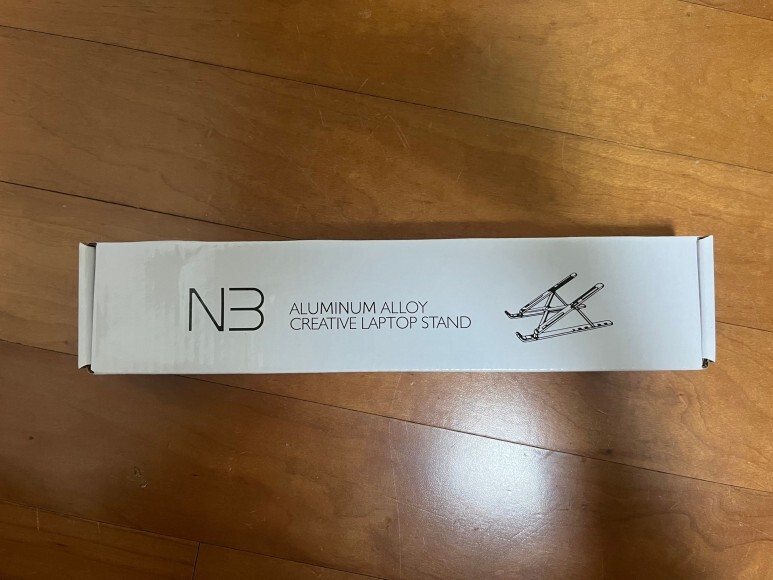 NB
ALUMINUM ALLOY
CREATIVE LAPTOP STAND